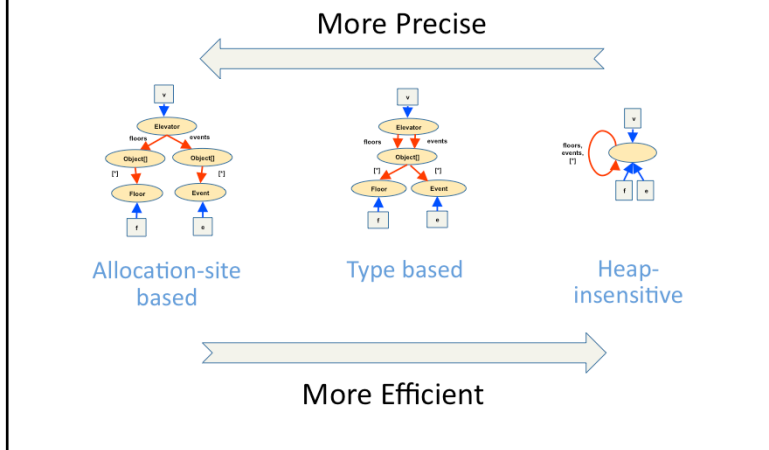 More Precise
v
Elevator
floors
events
Object[]
Object[]
[*]
[*]
Floor
Event
f
e
v
Elevator
floors
events
Object[]
[*]
[*]
Floor
Event
f
e
v
floors,
events,
[*]
f
e
Allocation-site
based
Type based
Heap-
insensitive
More Efficient